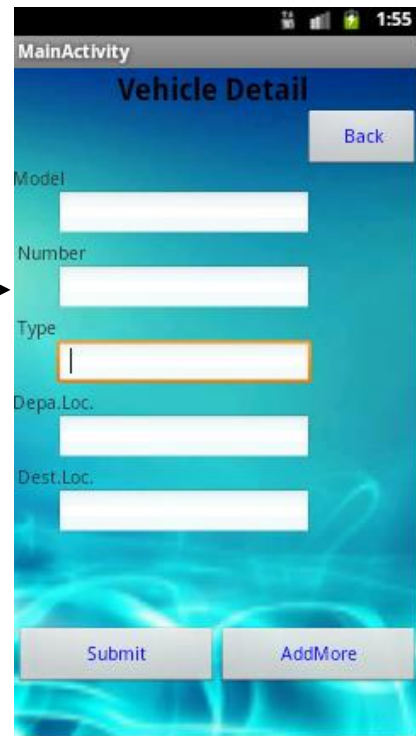 1:55
MainActivity
Vehicle Detail
Back
Model
Number
Type
Depa.Loc.
Dest.Loc.
Submit AddMore